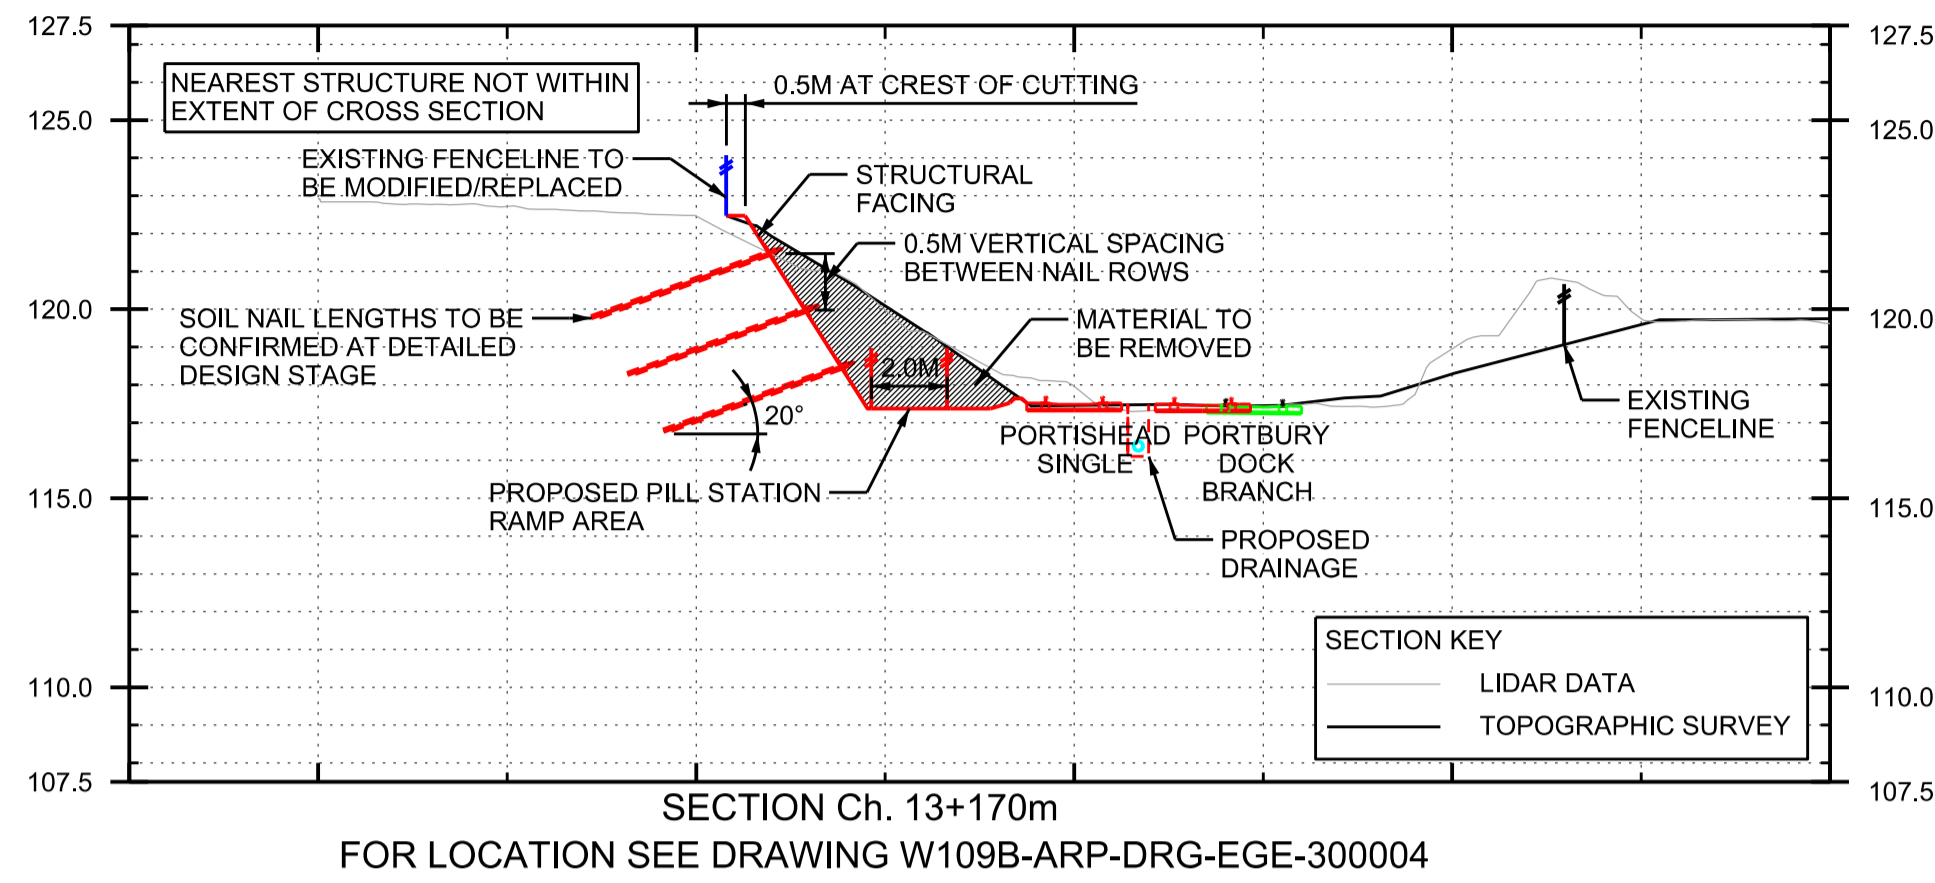 127.5
127.5
NEAREST STRUCTURE NOT WITHIN
EXTENT OF CROSS SECTION
0.5M AT CREST OF CUTTING
125.0
125.0
EXISTING FENCELINE TO
BE MODIFIED/REPLACED
STRUCTURAL
FACING
0.5M VERTICAL SPACING
BETWEEN NAIL ROWS
120.0
120.0
SOIL NAIL LENGTHS TO BE
CONFIRMED AT DETAILED
DESIGN STAGE
MATERIAL TO
BE REMOVED
2.0M
20°
EXISTING
FENCELINE
PORTISHEAD
SINGLE
PORTBURY
DOCK
BRANCH
PROPOSED PILL STATION
RAMP AREA
115.0
115.0
PROPOSED
DRAINAGE
SECTION KEY
LIDAR DATA
TOPOGRAPHIC SURVEY
110.0
110.0
107.5
107.5
SECTION Ch. 13+170m
FOR LOCATION SEE DRAWING W109B-ARP-DRG-EGE-300004